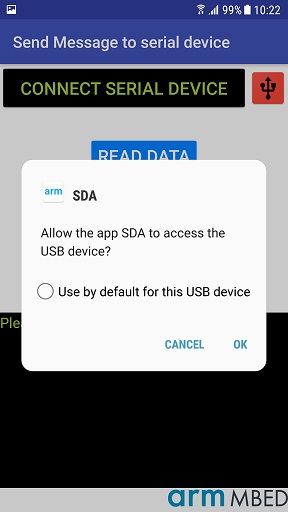 99% 10:22
Send Message to serial device
CONNECT SERIAL DEVICE
READ DATA
arm SDA
Allow the app SDA to access the
USB device?
Use by default for this USB device
Plea
CANCEL OK
arm MBED